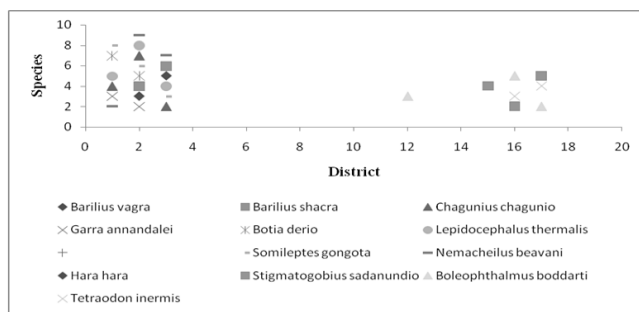 10
8
6
4
2
0
Species
0 2 4 6 8 10 12 14 16 18 20
District
Barilius vagra Barilius shacra Chagunius chagunio
Garra annandalei Botia derio Lepidocephalus thermalis
Somileptes gongota Nemacheilus beavani
Hara hara Stigmatogobius sadanundio Boleophthalmus boddarti
Tetraodon inermis